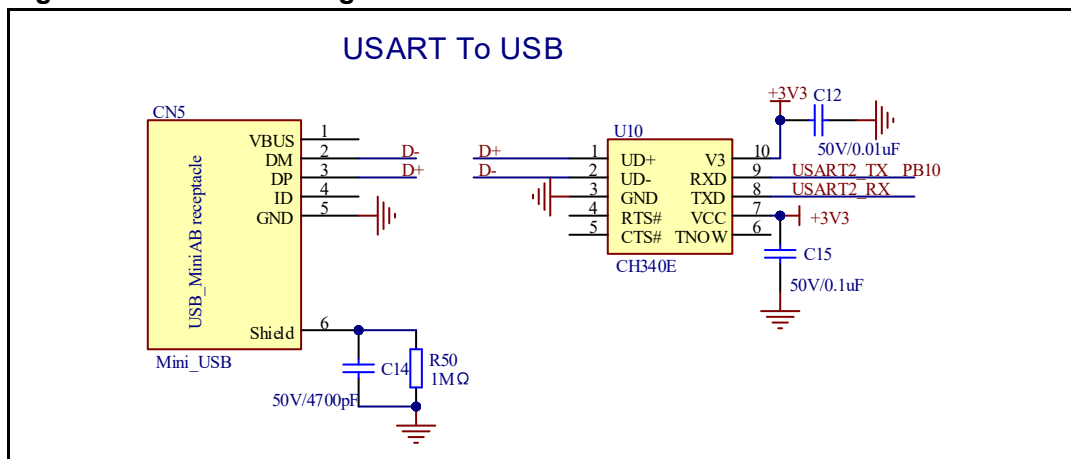 USART To USB
CN5
USB_MiniAB receptacle
VBUS 1
DM 2 D-
DP 3 D+
ID 4
GND 5
Shield 6
Mini_USB
C14
50V/4700pF
R50
1MΩ
U10
D+ 1 UD+ V3 10
D- 2 UD- RXD 9 USART2_TX PB10
3 GND TXD 8 USART2_RX
4 RTS# VCC 7 +3V3
5 CTS# TNOW 6
CH340E
+3V3 C12
50V/0.01uF
C15
50V/0.1uF